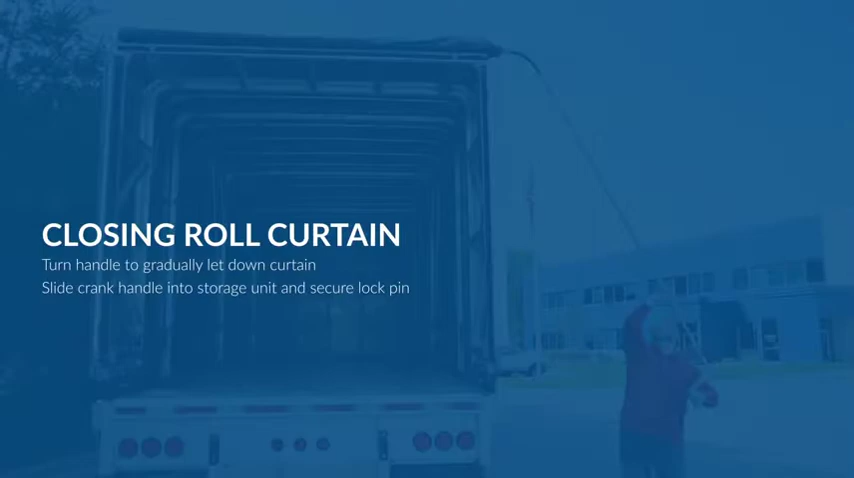 CLOSING ROLL CURTAIN
Turn handle to gradually let down curtain
Slide crank handle into storage unit and secure lock pin